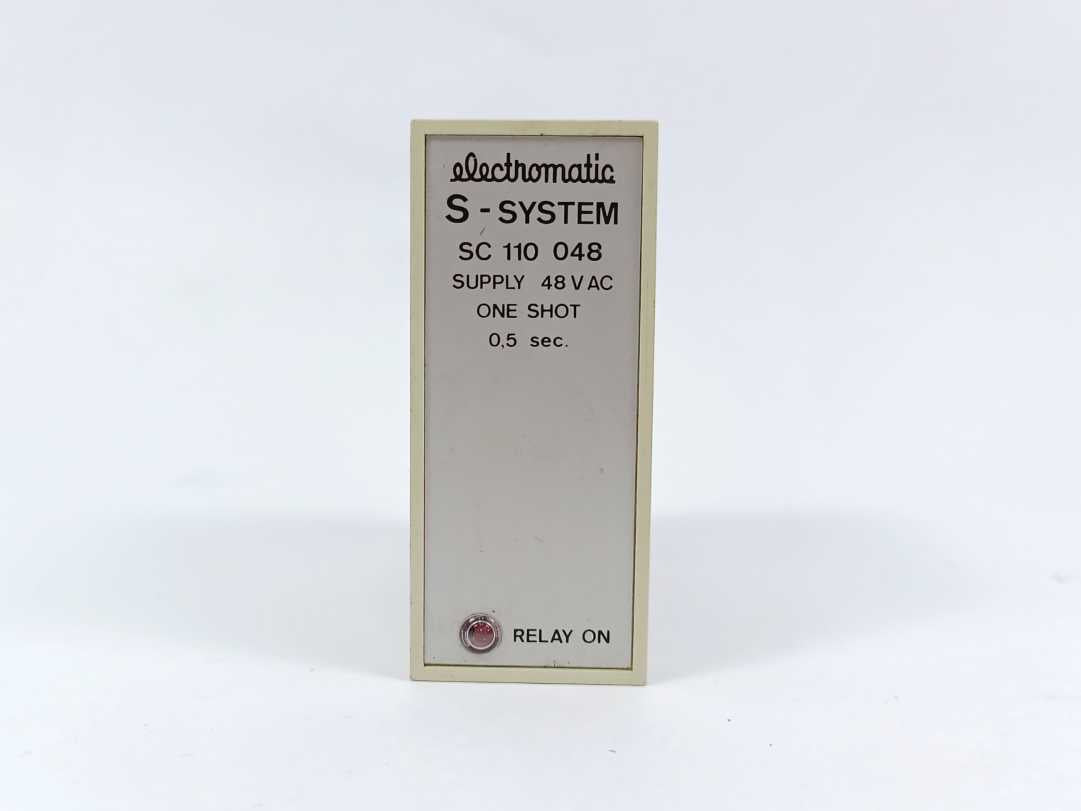 electromatic
S - SYSTEM
SC 110 048
SUPPLY 48 V AC
ONE SHOT
0,5 sec.
RELAY ON